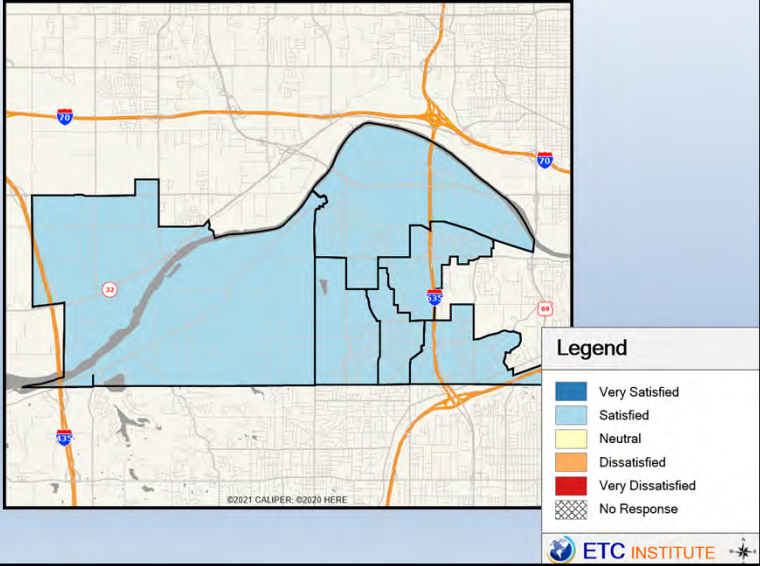 70
70
32
635
69
435
©2021 CALIPER; ©2020 HERE
Legend
Very Satisfied
Satisfied
Neutral
Dissatisfied
Very Dissatisfied
No Response
ETC INSTITUTE